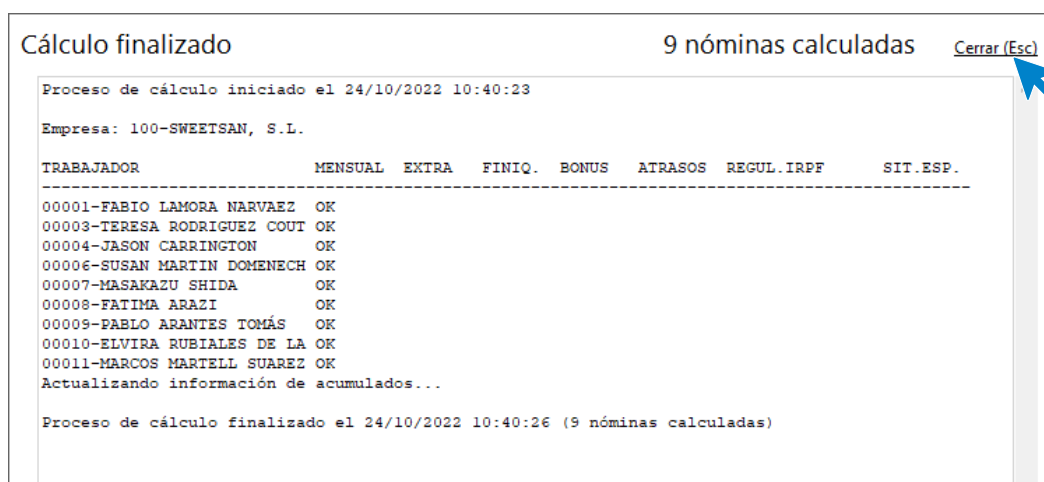 Cálculo finalizado 9 nóminas calculadas Cerrar (Esc)
Proceso de cálculo iniciado el 24/10/2022 10:40:23
Empresa: 100-SWEETSAN, S.L.
TRABAJADOR MENSUAL EXTRA FINIQ. BONUS ATRASOS REGUL.IRPF SIT.ESP.
00001-FABIO LAMORA NARVAEZ OK
00003-TERESA RODRIGUEZ COUT OK
00004-JASON CARRINGTON OK
00006-SUSAN MARTIN DOMENECH OK
00007-MASAKAZU SHIDA OK
00008-FATIMA ARAZI OK
00009-PABLO ARANTES TOMÁS OK
00010-ELVIRA RUBIALES DE LA OK
00011-MARCOS MARTELL SUAREZ OK
Actualizando información de acumulados...
Proceso de cálculo finalizado el 24/10/2022 10:40:26 (9 nóminas calculadas)